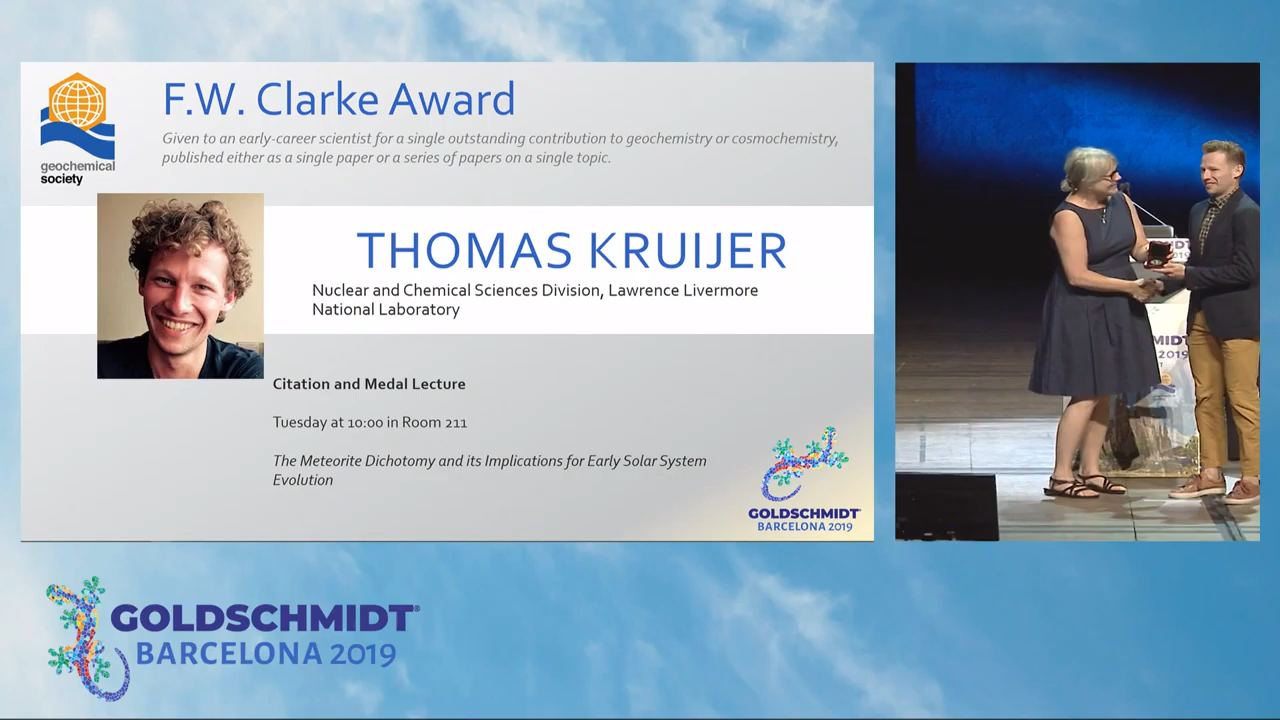 F.W. Clarke Award
Given to an early-career scientist for a single outstanding contribution to geochemistry or cosmochemistry,
published either as a single paper or a series of papers on a single topic.
geochemical
society
THOMAS KRUIJER
Nuclear and Chemical Sciences Division, Lawrence Livermore
National Laboratory
Citation and Medal Lecture
Tuesday at 10:00 in Room 211
The Meteorite Dichotomy and its Implications for Early Solar System
Evolution
GOLDSCHMIDT
BARCELONA 2019
GOLDSCHMIDT®
BARCELONA 2019